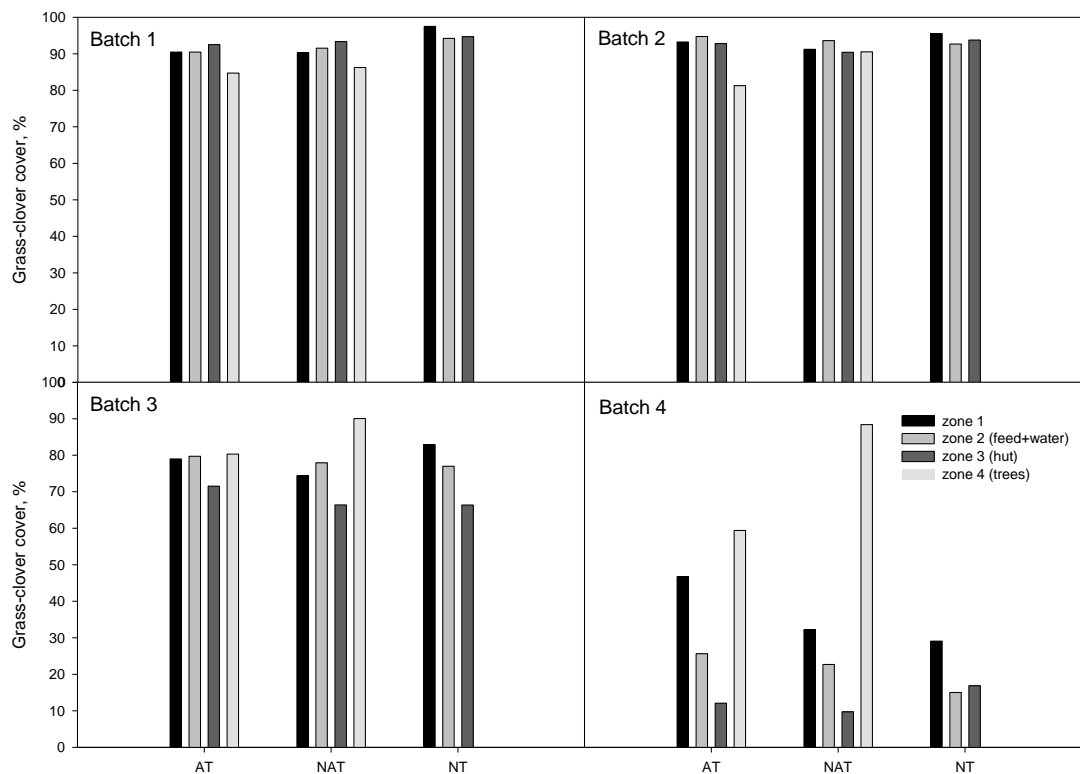 Batch 1
Batch 2
Grass-clover cover, %
100
90
80
70
60
50
40
30
20
10
0
Batch 3
Batch 4
Grass-clover cover, %
100
90
80
70
60
50
40
30
20
10
0
zone 1
zone 2 (feed+water)
zone 3 (hut)
zone 4 (trees)
AT NAT NT
AT NAT NT